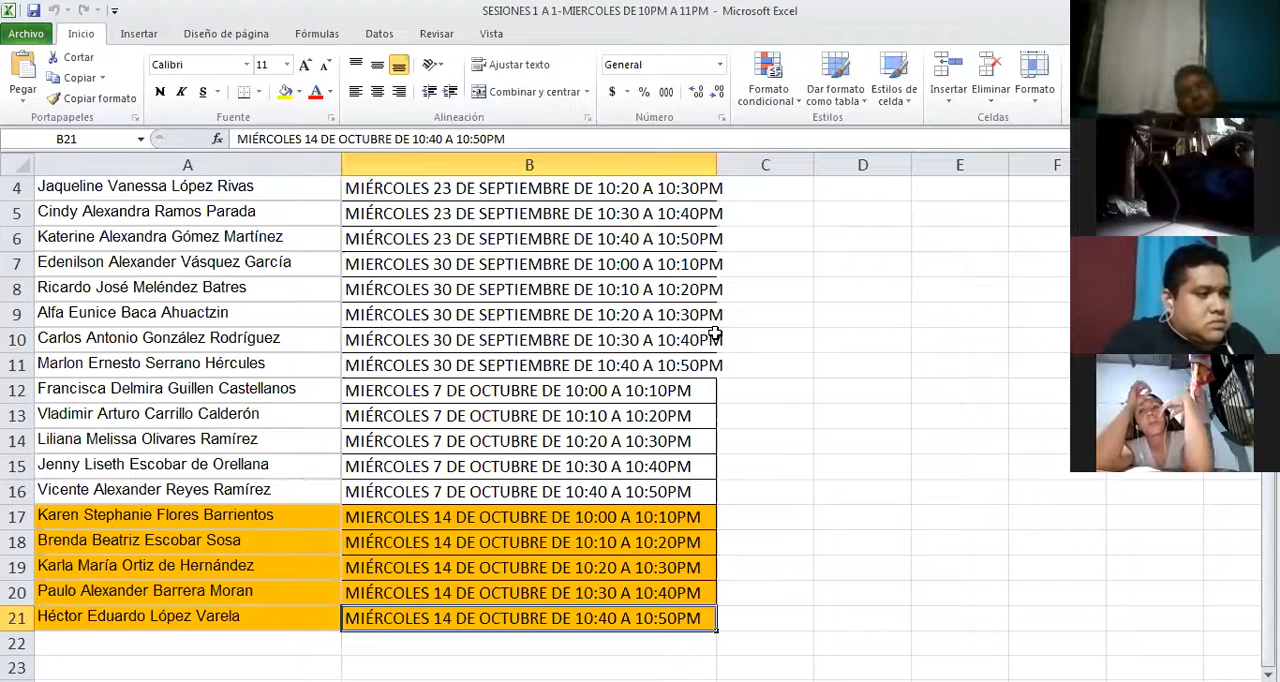 SESIONES 1 A 1-MIERCOLES DE 10PM A 11PM - Microsoft Excel
Archivo Inicio Insertar Diseño de página Fórmulas Datos Revisar Vista
Pegar
Cortar
Copiar
Copiar formato
Portapapeles
Calibri 11
N K S
Fuente
Ajustar texto
Combinar y centrar
Alineación
General
$ % 000
Número
Formato condicional
Dar formato como tabla
Estilos de celda
Estilos
Insertar Eliminar Formato
Celdas
B21 fx MIÉRCOLES 14 DE OCTUBRE DE 10:40 A 10:50PM
A B C D E F
4 Jaqueline Vanessa López Rivas MIÉRCOLES 23 DE SEPTIEMBRE DE 10:20 A 10:30PM
5 Cindy Alexandra Ramos Parada MIÉRCOLES 23 DE SEPTIEMBRE DE 10:30 A 10:40PM
6 Katerine Alexandra Gómez Martínez MIÉRCOLES 23 DE SEPTIEMBRE DE 10:40 A 10:50PM
7 Edenilson Alexander Vásquez García MIERCOLES 30 DE SEPTIEMBRE DE 10:00 A 10:10PM
8 Ricardo José Meléndez Batres MIÉRCOLES 30 DE SEPTIEMBRE DE 10:10 A 10:20PM
9 Alfa Eunice Baca Ahuactzin MIÉRCOLES 30 DE SEPTIEMBRE DE 10:20 A 10:30PM
10 Carlos Antonio González Rodríguez MIÉRCOLES 30 DE SEPTIEMBRE DE 10:30 A 10:40PM
11 Marlon Ernesto Serrano Hércules MIÉRCOLES 30 DE SEPTIEMBRE DE 10:40 A 10:50PM
12 Francisca Delmira Guillen Castellanos MIERCOLES 7 DE OCTUBRE DE 10:00 A 10:10PM
13 Vladimir Arturo Carrillo Calderón MIÉRCOLES 7 DE OCTUBRE DE 10:10 A 10:20PM
14 Liliana Melissa Olivares Ramírez MIÉRCOLES 7 DE OCTUBRE DE 10:20 A 10:30PM
15 Jenny Liseth Escobar de Orellana MIÉRCOLES 7 DE OCTUBRE DE 10:30 A 10:40PM
16 Vicente Alexander Reyes Ramírez MIÉRCOLES 7 DE OCTUBRE DE 10:40 A 10:50PM
17 Karen Stephanie Flores Barrientos MIERCOLES 14 DE OCTUBRE DE 10:00 A 10:10PM
18 Brenda Beatriz Escobar Sosa MIÉRCOLES 14 DE OCTUBRE DE 10:10 A 10:20PM
19 Karla María Ortiz de Hernández MIÉRCOLES 14 DE OCTUBRE DE 10:20 A 10:30PM
20 Paulo Alexander Barrera Moran MIÉRCOLES 14 DE OCTUBRE DE 10:30 A 10:40PM
21 Héctor Eduardo López Varela MIÉRCOLES 14 DE OCTUBRE DE 10:40 A 10:50PM
22
23